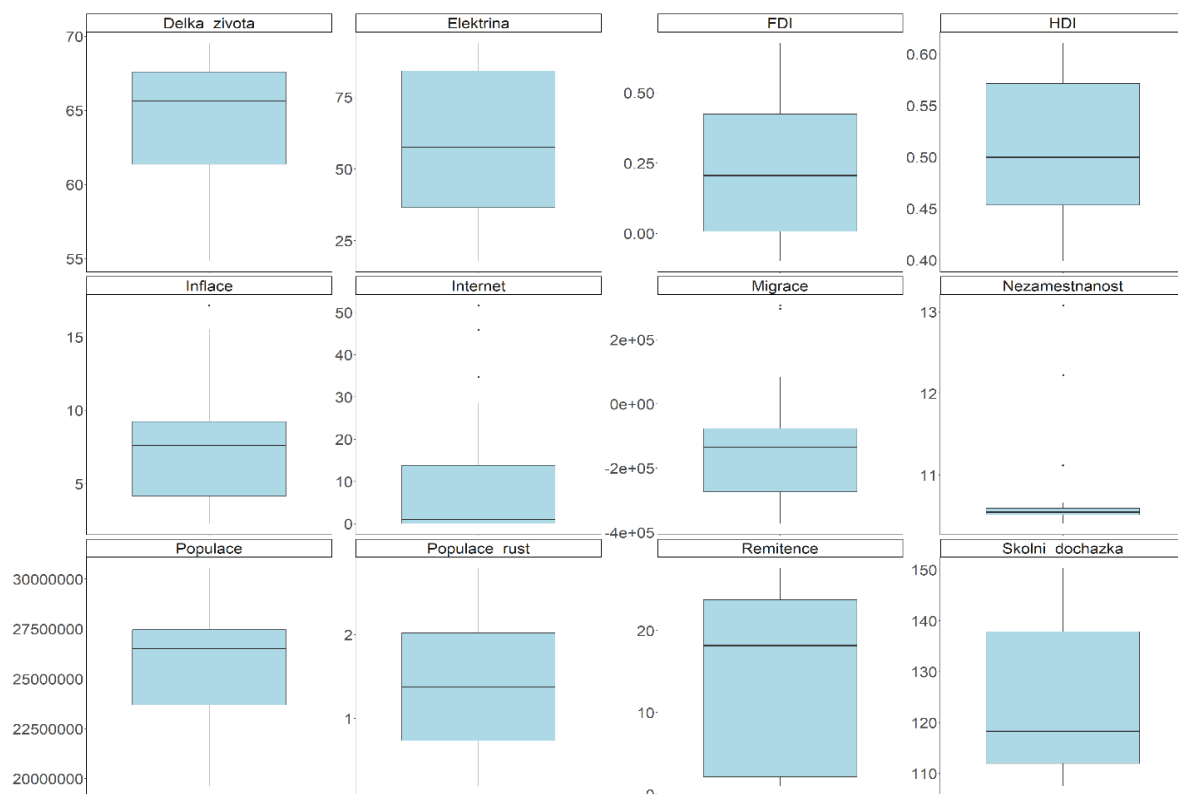 Delka zivota
70
65
60
55
Elektrina
75
50
25
FDI
0.50
0.25
0.00
HDI
0.60
0.55
0.50
0.45
0.40
Inflace
15
10
5
Internet
50
40
30
20
10
0
Migrace
2e+05
0e+00
-2e+05
-4e+05
Nezamestnanost
13
12
11
Populace
30000000
27500000
25000000
22500000
20000000
Populace rust
2
1
Remitence
20
10
0
Skolni dochazka
150
140
130
120
110